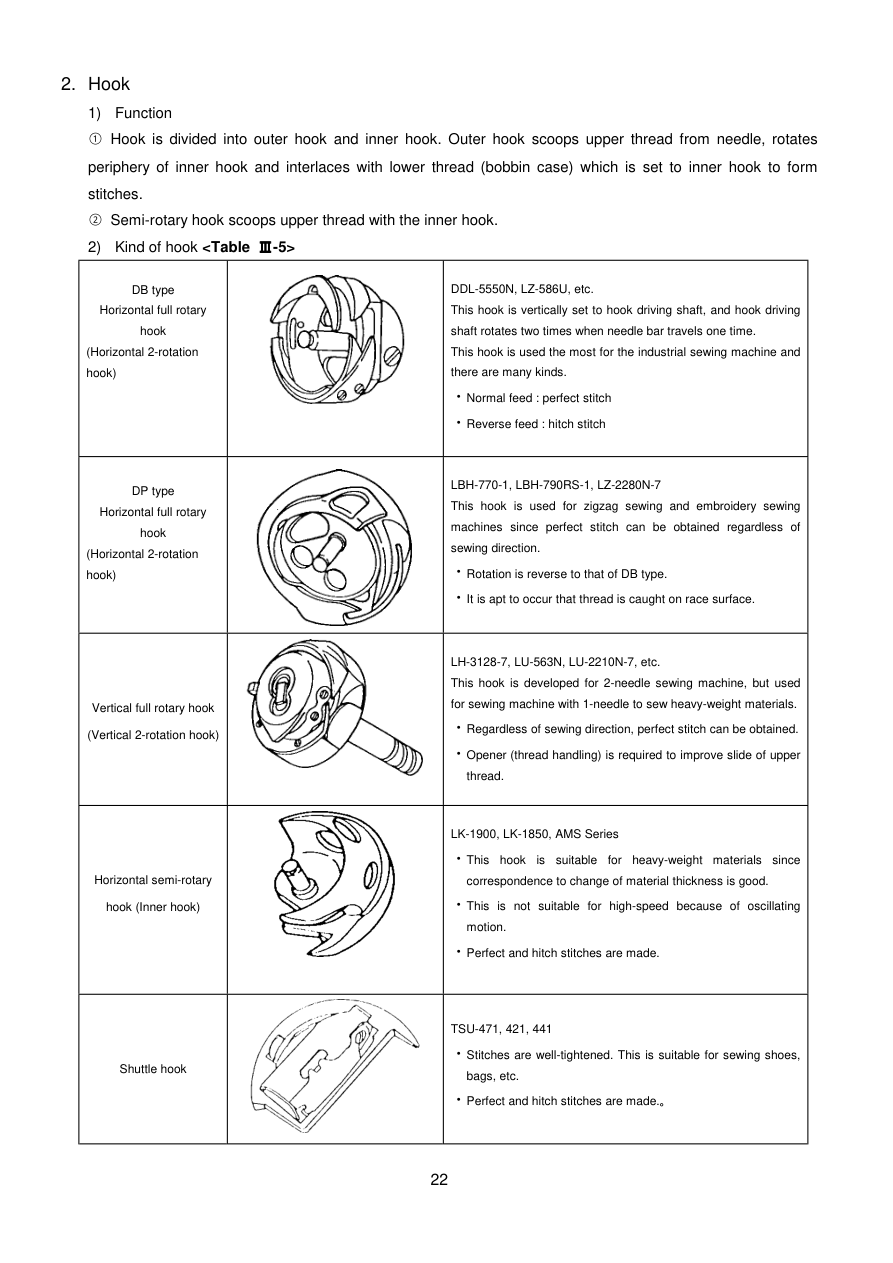 2. Hook
1) Function
① Hook is divided into outer hook and inner hook. Outer hook scoops upper thread from needle, rotates
periphery of inner hook and interlaces with lower thread (bobbin case) which is set to inner hook to form
stitches.
② Semi-rotary hook scoops upper thread with the inner hook.
2) Kind of hook <Table Ⅲ-5>
DB type
Horizontal full rotary
hook
(Horizontal 2-rotation
hook)
DDL-5550N, LZ-586U, etc.
This hook is vertically set to hook driving shaft, and hook driving
shaft rotates two times when needle bar travels one time.
This hook is used the most for the industrial sewing machine and
there are many kinds.
・Normal feed : perfect stitch
・Reverse feed : hitch stitch
DP type
Horizontal full rotary
hook
(Horizontal 2-rotation
hook)
LBH-770-1, LBH-790RS-1, LZ-2280N-7
This hook is used for zigzag sewing and embroidery sewing
machines since perfect stitch can be obtained regardless of
sewing direction.
・Rotation is reverse to that of DB type.
・It is apt to occur that thread is caught on race surface.
Vertical full rotary hook
(Vertical 2-rotation hook)
LH-3128-7, LU-563N, LU-2210N-7, etc.
This hook is developed for 2-needle sewing machine, but used
for sewing machine with 1-needle to sew heavy-weight materials.
・Regardless of sewing direction, perfect stitch can be obtained.
・Opener (thread handling) is required to improve slide of upper
thread.
Horizontal semi-rotary
hook (Inner hook)
LK-1900, LK-1850, AMS Series
・This hook is suitable for heavy-weight materials since
correspondence to change of material thickness is good.
・This is not suitable for high-speed because of oscillating
motion.
・Perfect and hitch stitches are made.
Shuttle hook
TSU-471, 421, 441
・Stitches are well-tightened. This is suitable for sewing shoes,
bags, etc.
・Perfect and hitch stitches are made.。
22